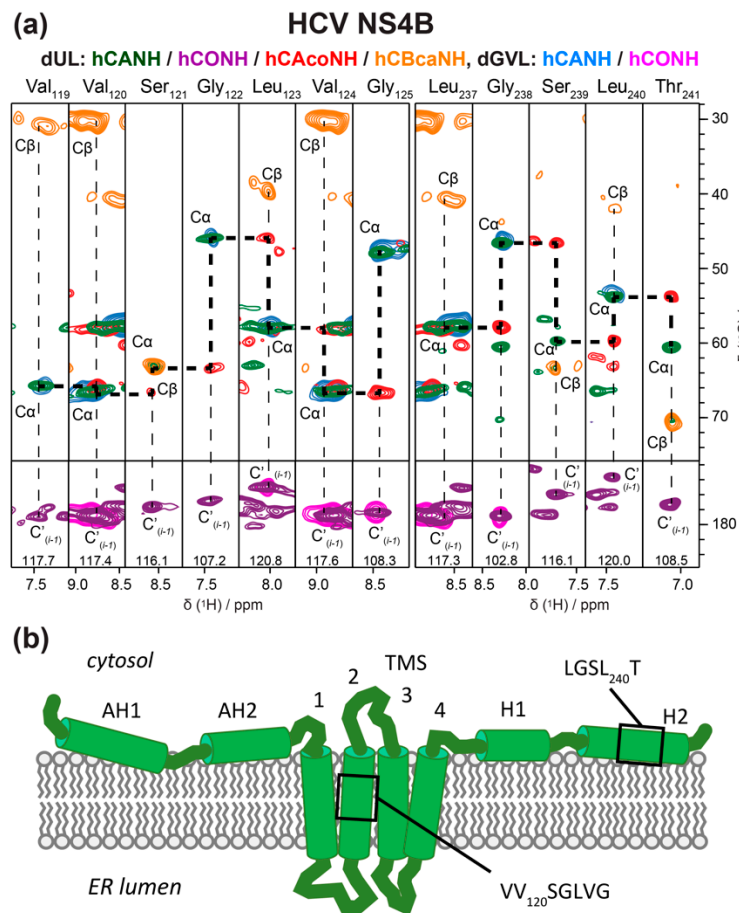 (a) HCV NS4B
dUL: hCANH / hCONH / hCAcoNH / hCBcaNH, dGVL: hCANH / hCONH
Val119 Val120 Ser121 Gly122 Leu123 Val124 Gly125 Leu237 Gly238 Ser239 Leu240 Thr241
30
Cβ Cβ Cβ Cβ
Cβ Cβ Cβ
40
Cα Cα Cα
50
Cα
Cα Cα
60
Cα Cα
Cα Cα Cβ Cα Cβ
70
Cβ
C'(i-1) C'(i-1) C'(i-1)
180
C'(i-1) C'(i-1) C'(i-1) C'(i-1) C'(i-1) C'(i-1) C'(i-1)
117.7 117.4 116.1 107.2 120.8 117.6 108.3 117.3 102.8 116.1 120.0 108.5
7.5 9.0 8.5 7.5 8.0 9.0 8.5 8.5 8.0 7.5 7.5 7.0
δ (1H) / ppm δ (1H) / ppm
(b)
cytosol TMS LGSL240T
AH1 AH2 1 2 3 4 H1 H2
ER lumen VV120SGLVG